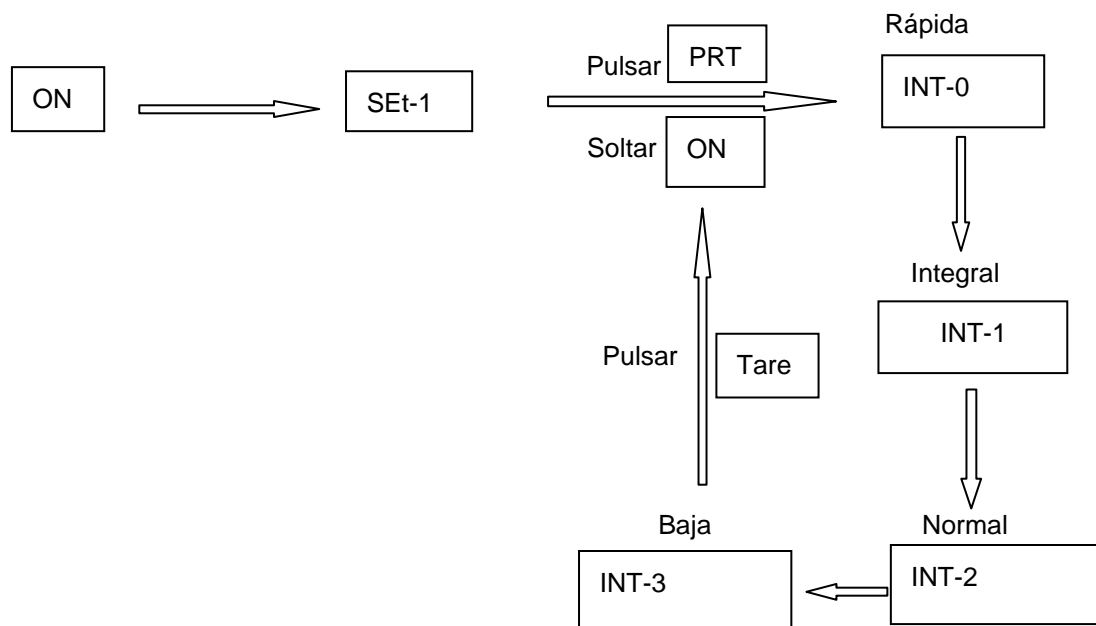 ON
SEt-1
Pulsar PRT
Soltar ON
Rápida
INT-0
Integral
INT-1
Pulsar Tare
Normal
INT-2
Baja
INT-3